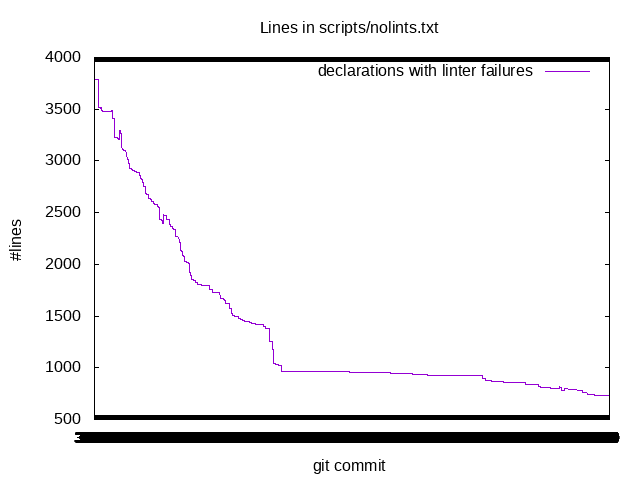 Lines in scripts/nolints.txt
4000
declarations with linter failures
3500
3000
2500
#lines
2000
1500
1000
500
git commit